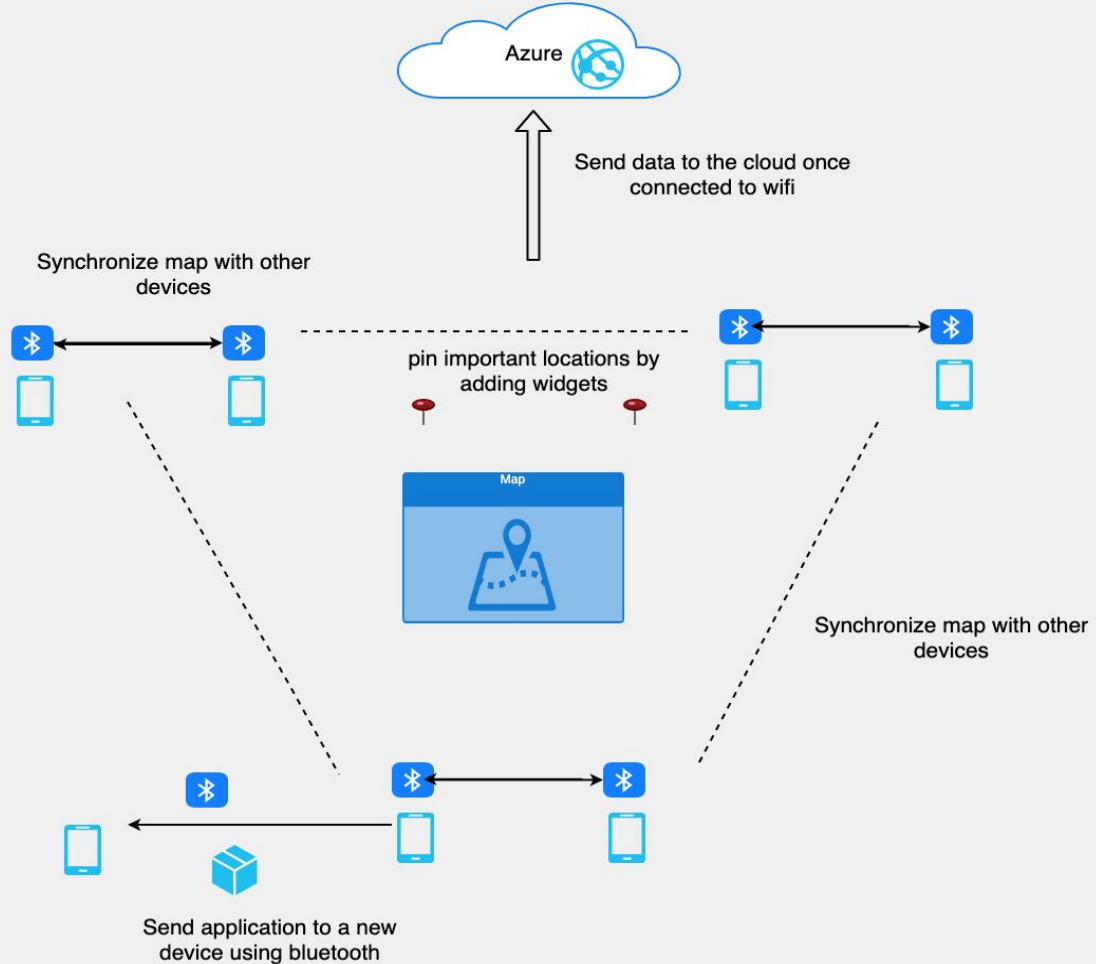 Azure
Send data to the cloud once
connected to wifi
Synchronize map with other
devices
pin important locations by
adding widgets
Map
Synchronize map with other
devices
Send application to a new
device using bluetooth